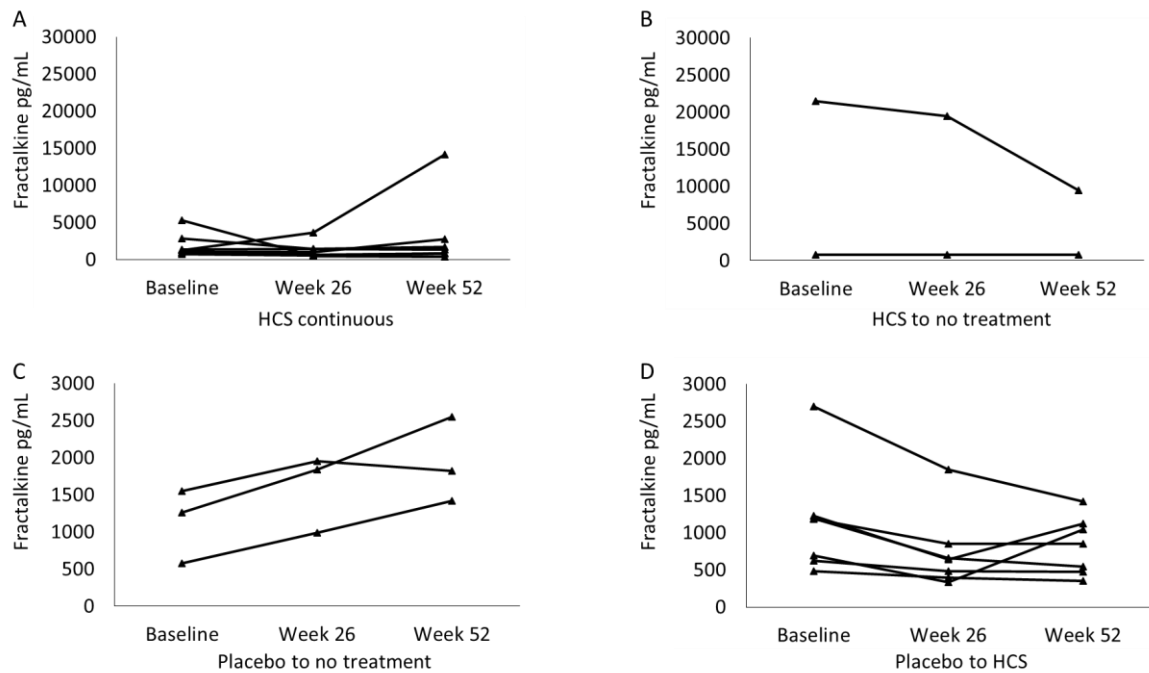 A
Fractalkine pg/mL
30000
25000
20000
15000
10000
5000
0
Baseline Week 26 Week 52
HCS continuous
B
Fractalkine pg/mL
30000
25000
20000
15000
10000
5000
0
Baseline Week 26 Week 52
HCS to no treatment
C
Fractalkine pg/mL
3000
2500
2000
1500
1000
500
0
Baseline Week 26 Week 52
Placebo to no treatment
D
Fractalkine pg/mL
3000
2500
2000
1500
1000
500
0
Baseline Week 26 Week 52
Placebo to HCS